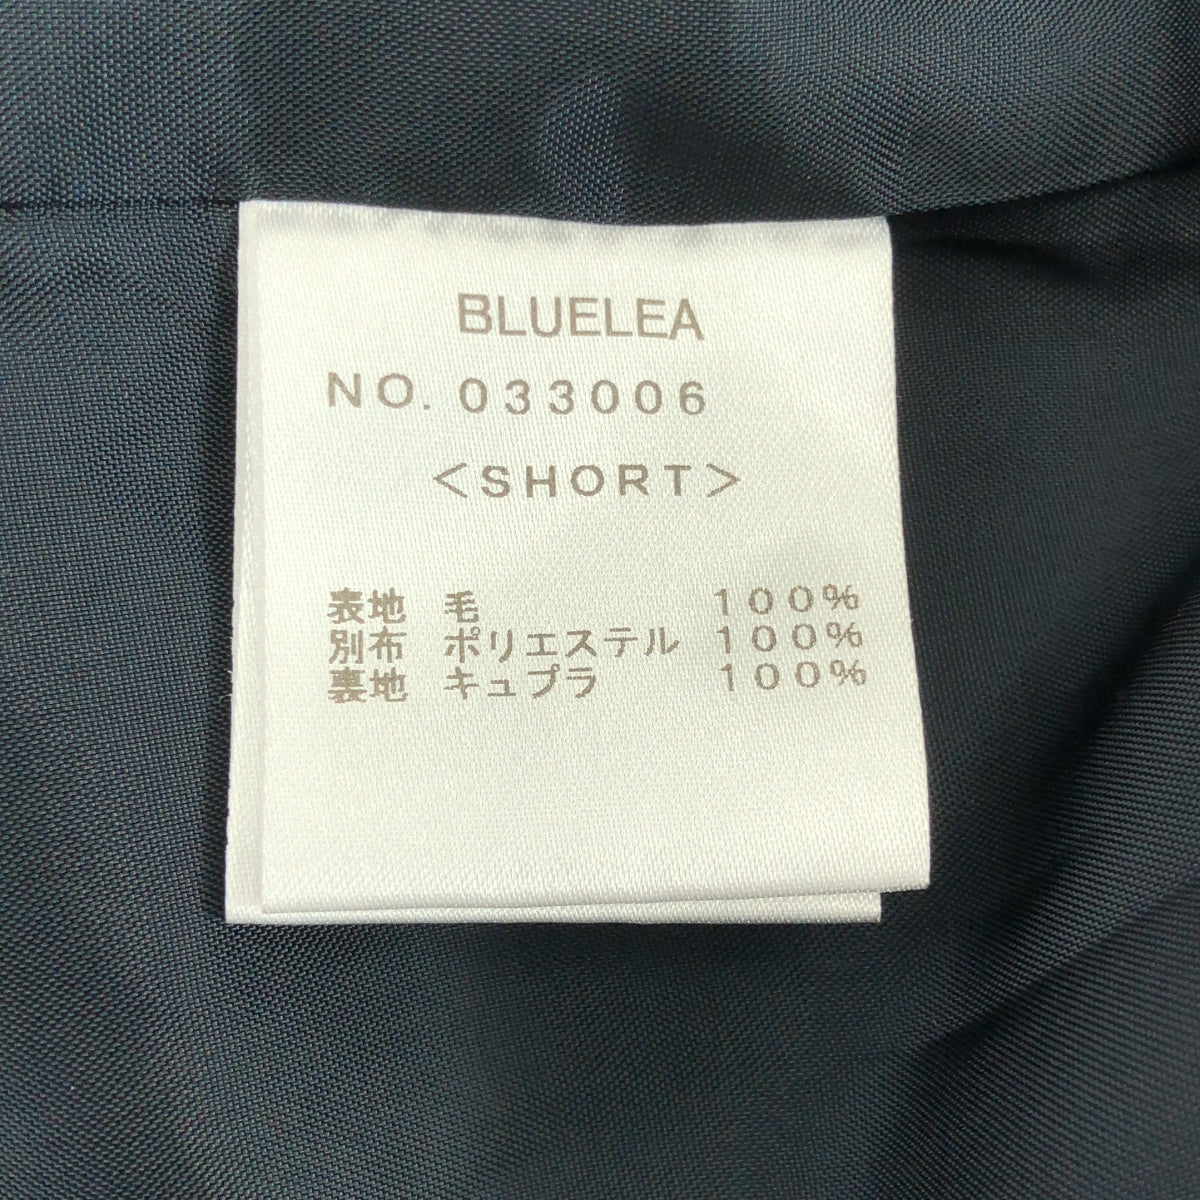 BLUELEA
NO. 033006
<SHORT>
表地 毛 100%
別布 ポリエステル 100%
裏地 キュプラ 100%